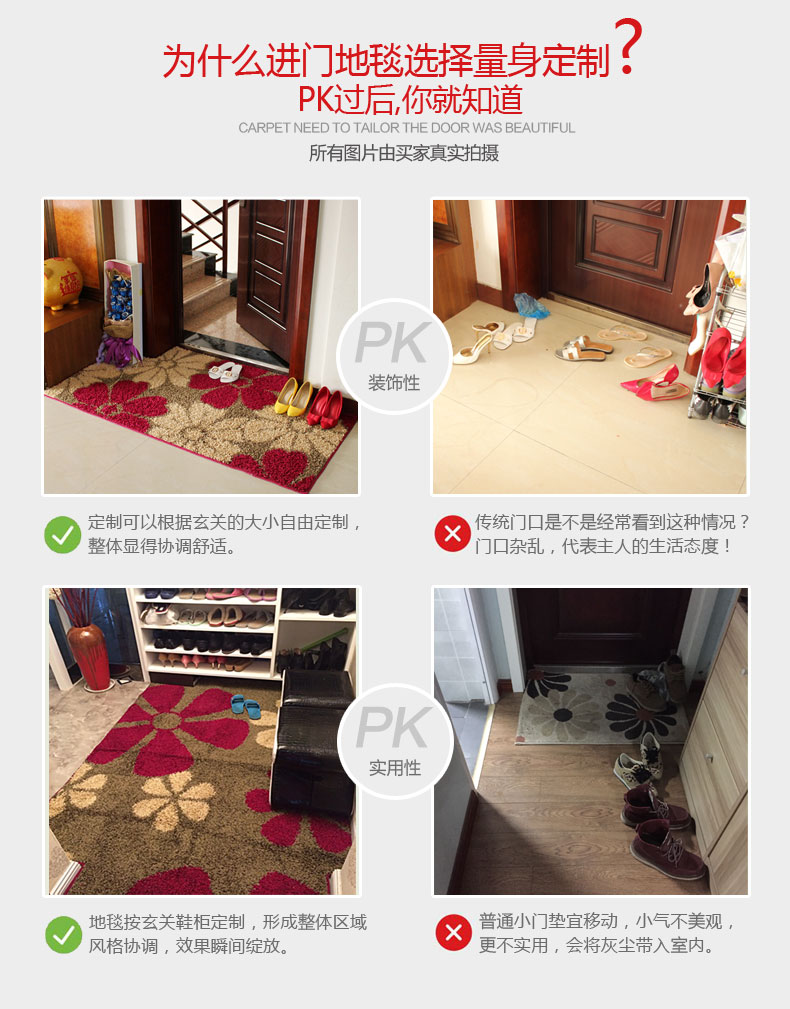 为什么进门地毯选择量身定制?
PK过后,你就知道
CARPET NEED TO TAILOR THE DOOR WAS BEAUTIFUL
所有图片由买家真实拍摄
PK
装饰性
定制可以根据玄关的大小自由定制，
整体显得协调舒适。
传统门口是不是经常看到这种情况？
门口杂乱，代表主人的生活态度！
PK
实用性
地毯按玄关鞋柜定制，形成整体区域
风格协调，效果瞬间绽放。
普通小门垫宜移动，小气不美观，
更不实用，会将灰尘带入室内。